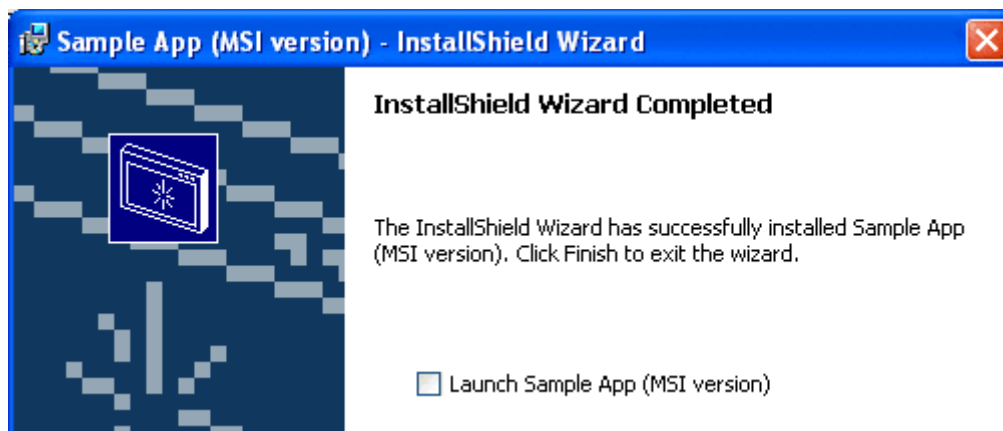 Sample App (MSI version) - InstallShield Wizard
InstallShield Wizard Completed
The InstallShield Wizard has successfully installed Sample App
(MSI version). Click Finish to exit the wizard.
Launch Sample App (MSI version)